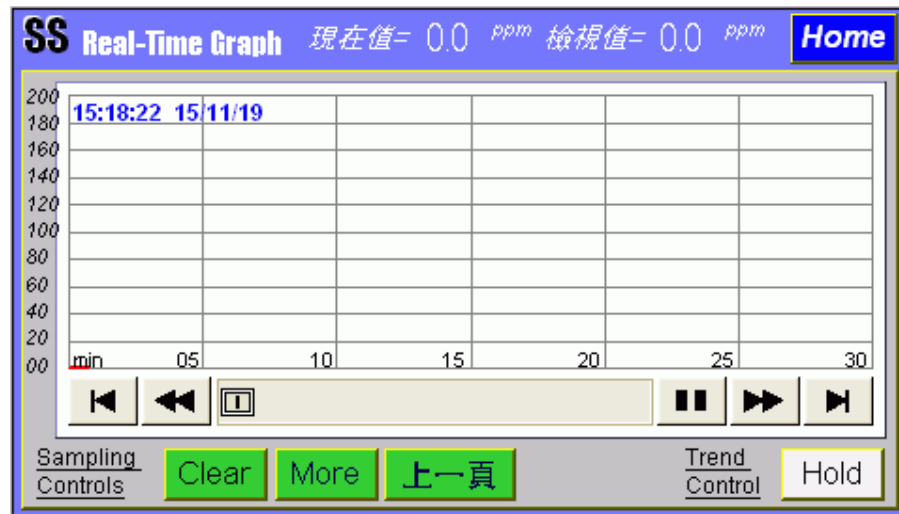 SS Real-Time Graph 現在值= 0.0 ppm 檢視值= 0.0 ppm Home
200
15:18:22 15/11/19
180
160
140
120
100
80
60
40
20
00 min 05 10 15 20 25 30
Sampling Controls
Clear More 上一頁
Trend Control
Hold